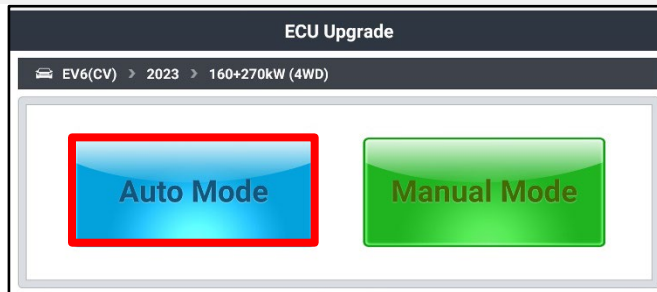 ECU Upgrade
EV6(CV) > 2023 > 160+270kW (4WD)
Auto Mode
Manual Mode